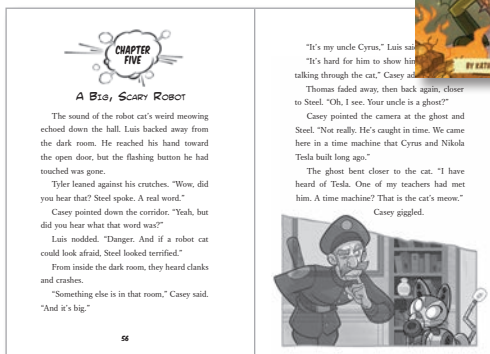 CHAPTER
FIVE
A BIG, SCARY ROBOT
The sound of the robot cat's weird meowing
echoed down the hall. Luis backed away from
the dark room. He reached his hand toward
the open door, but the flashing button he had
touched was gone.
Tyler leaned against his crutches. "Wow, did
you hear that? Steel spoke. A real word."
Casey pointed down the corridor. "Yeah, but
did you hear what that word was?"
Luis nodded. "Danger. And if a robot cat
could look afraid, Steel looked terrified."
From inside the dark room, they heard clanks
and crashes.
"Something else is in that room," Casey said.
"And it's big."
56
"It's my uncle Cyrus," Luis
"It's hard for him to show
talking through the cat," Casey
Thomas faded away, then back again, closer
to Steel. "Oh, I see. Your uncle is a ghost?"
Casey pointed the camera at the ghost and
Steel. "Not really. He's caught in time. We came
here in a time machine that Cyrus and Nikola
Tesla built long ago."
The ghost bent closer to the cat. "I have
heard of Tesla. One of my teachers had met
him. A time machine? That is the cat's meow."
Casey giggled.
BY